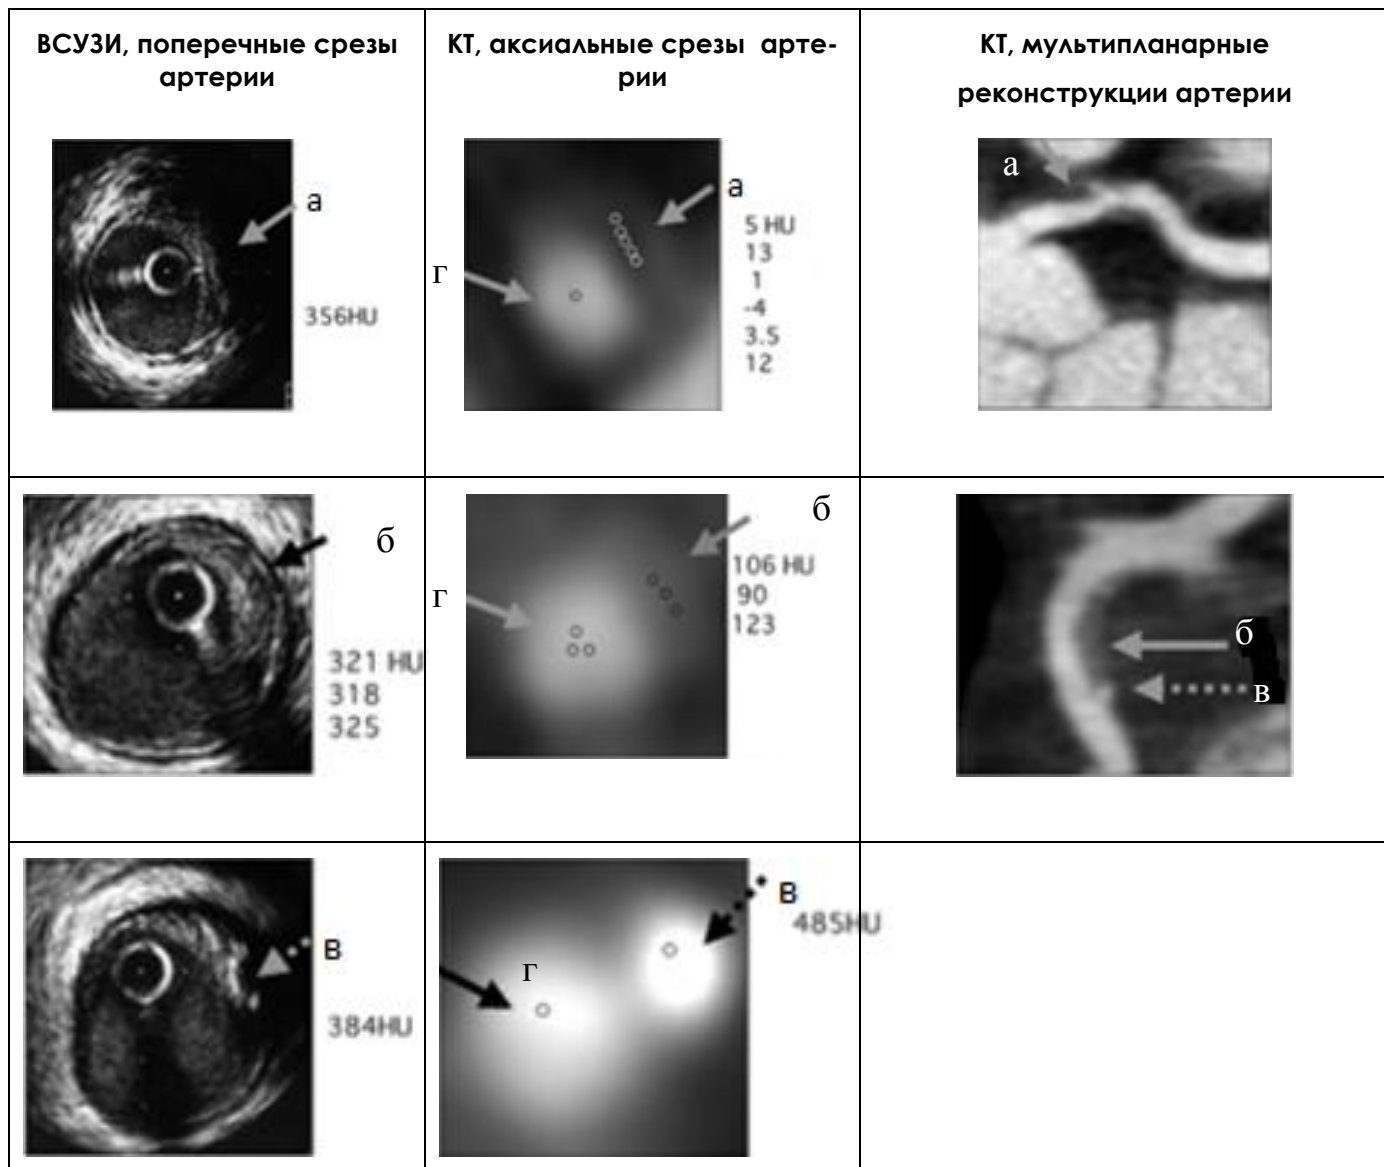 ВСУЗИ, поперечные срезы
артерии
КТ, аксиальные срезы арте-
рии
КТ, мультипланарные
реконструкции артерии
а
356HU
г
а
5 HU
13
1
-4
3.5
12
а
б
321 HU
318
325
г
б
106 HU
90
123
б
в
в
384HU
г
в
485HU